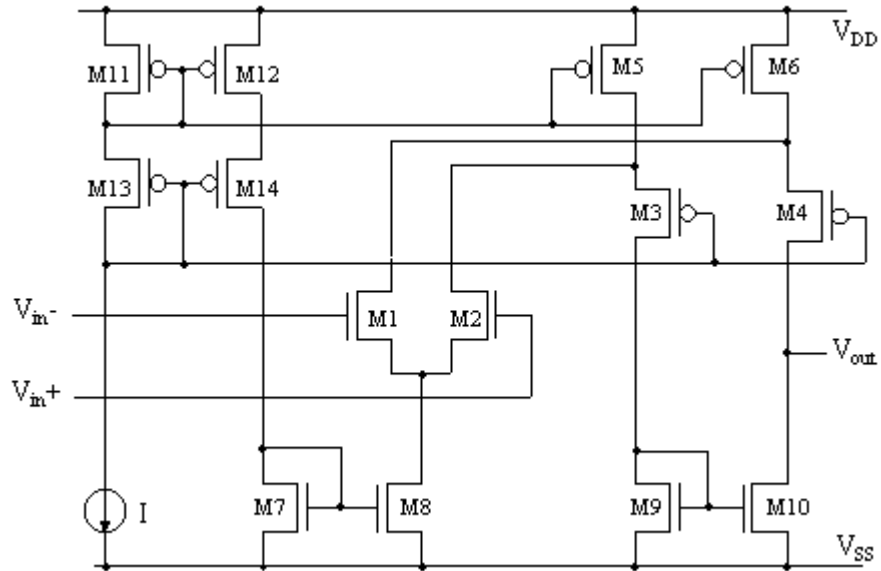 V_DD
M11 M12 M5 M6
M13 M14 M3 M4
V_in- M1 M2
V_out
V_in+
I M7 M8 M9 M10
V_SS